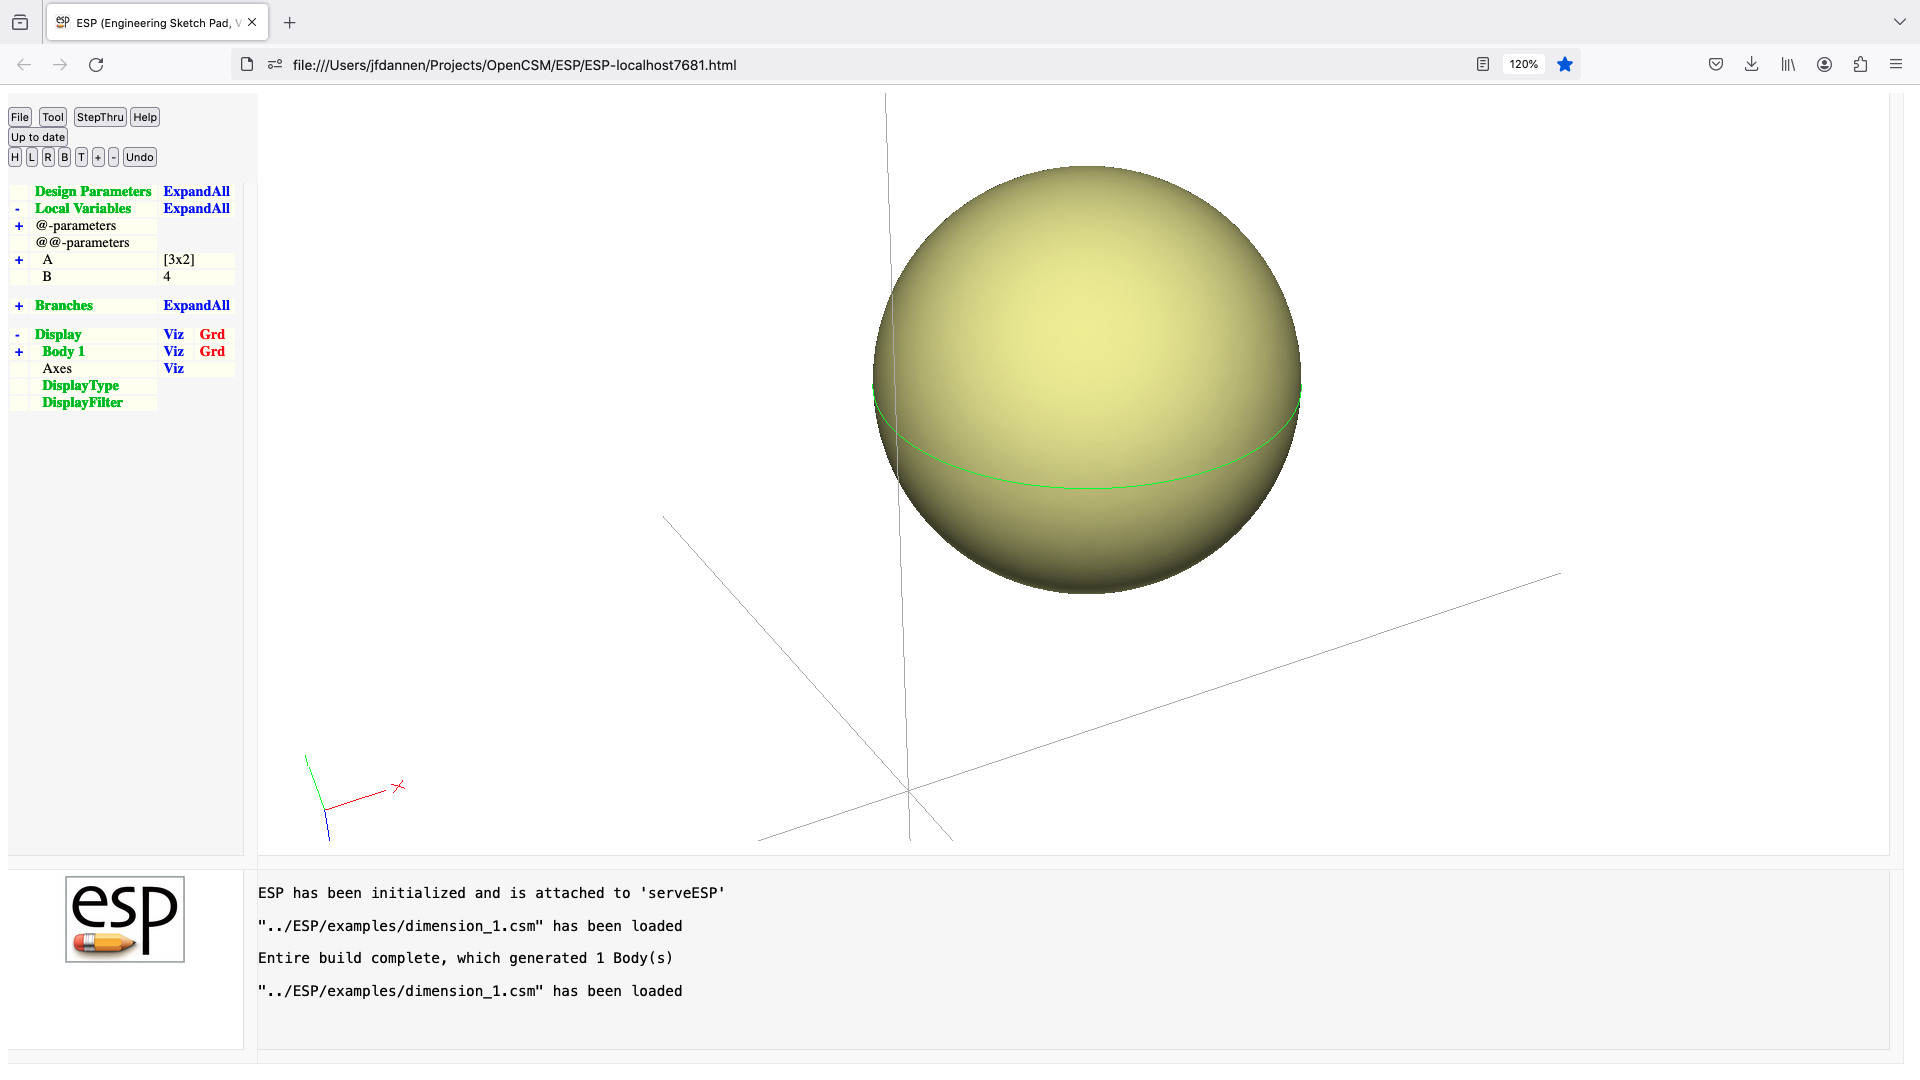 ESP (Engineering Sketch Pad, V
file:///Users/jfdannen/Projects/OpenCSM/ESP/ESP-localhost7681.html
120%
File Tool StepThru Help
Up to date
H L R B T + - Undo
Design Parameters ExpandAll
- Local Variables ExpandAll
+ @-parameters
@@-parameters
+ A [3x2]
B 4
+ Branches ExpandAll
- Display Viz Grd
+ Body 1 Viz Grd
Axes Viz
DisplayType
DisplayFilter
X
esp
ESP has been initialized and is attached to 'serveESP'
"../ESP/examples/dimension_1.csm" has been loaded
Entire build complete, which generated 1 Body(s)
"../ESP/examples/dimension_1.csm" has been loaded